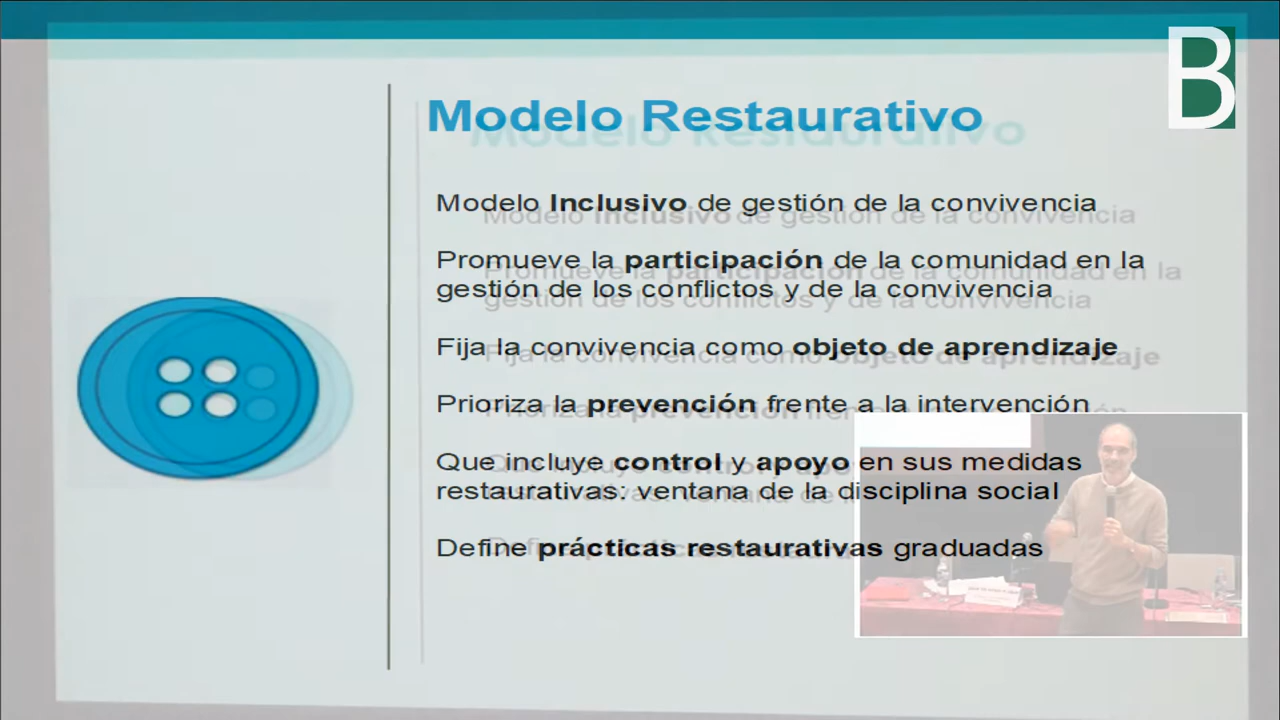 B
Modelo Restaurativo
Modelo Inclusivo de gestión de la convivencia
Promueve la participación de la comunidad en la
gestión de los conflictos y de la convivencia
Fija la convivencia como objeto de aprendizaje
Prioriza la prevención frente a la intervención
Que incluye control y apoyo en sus medidas
restaurativas: ventana de la disciplina social
Define prácticas restaurativas graduadas